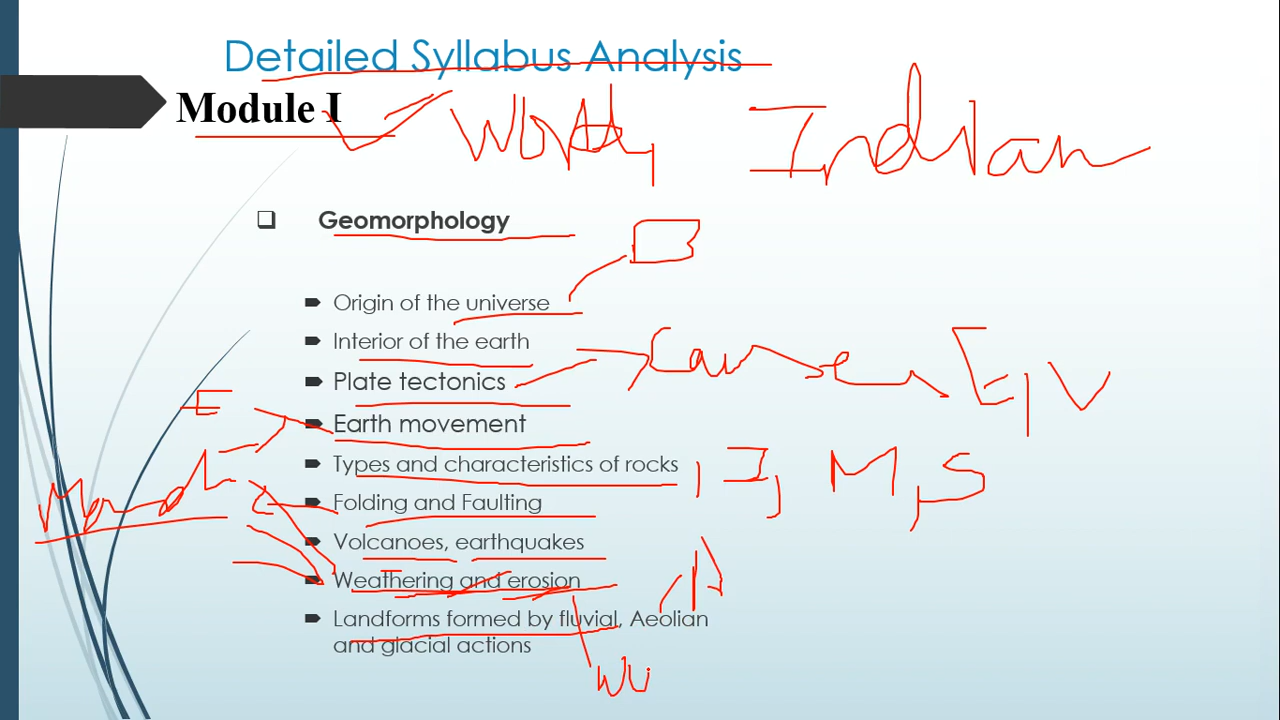 Detailed Syllabus Analysis
Module I
Indian
Geomorphology
Origin of the universe
Interior of the earth
Plate tectonics
E, V
Earth movement
E
Types and characteristics of rocks , I, M, S
Folding and Faulting
Volcanoes, earthquakes
Weathering and erosion
Landforms formed by fluvial, Aeolian
and glacial actions